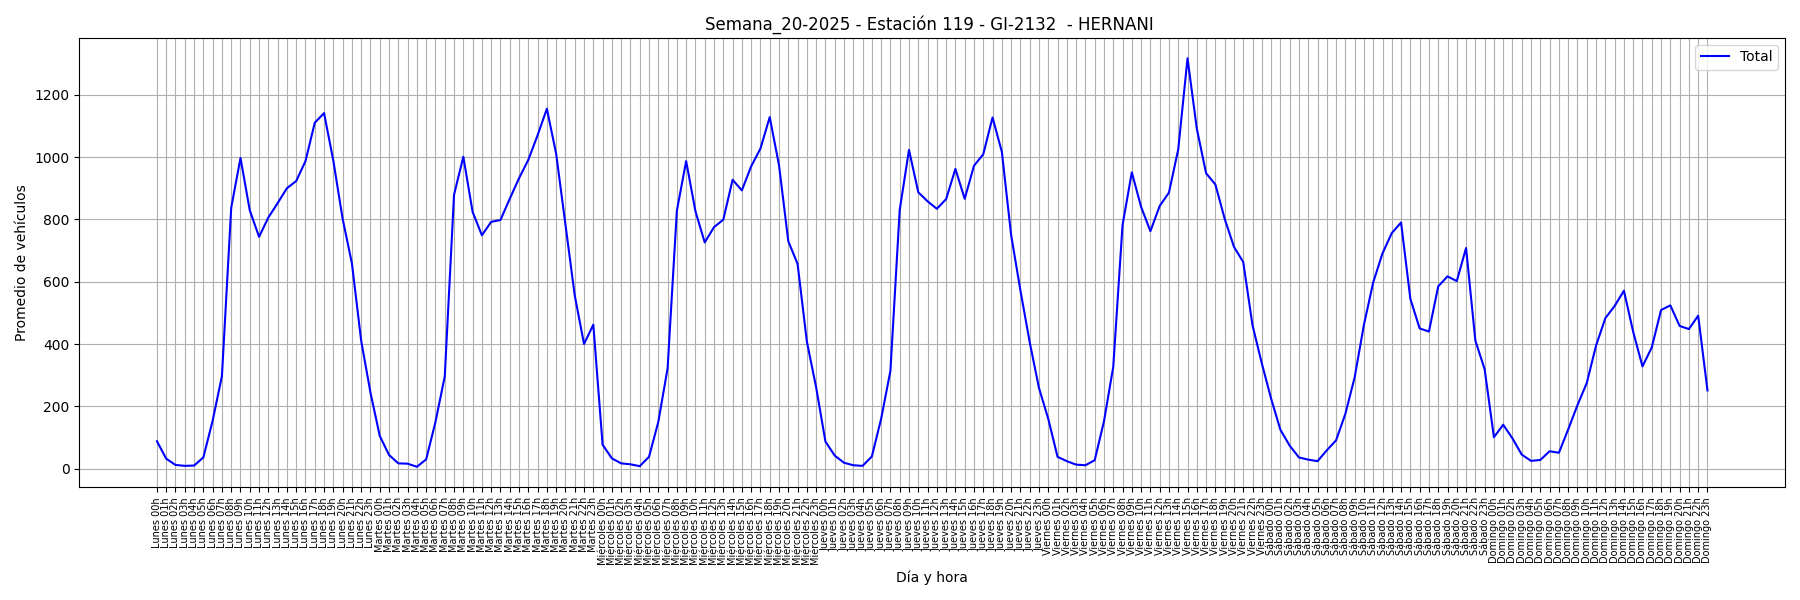 Semana_20-2025 - Estación 119 - GI-2132  - HERNANI
Total
Promedio de vehículos
1200
1000
800
600
400
200
0
Lunes 00h
Lunes 01h
Lunes 02h
Lunes 03h
Lunes 04h
Lunes 05h
Lunes 06h
Lunes 07h
Lunes 08h
Lunes 09h
Lunes 10h
Lunes 11h
Lunes 12h
Lunes 13h
Lunes 14h
Lunes 15h
Lunes 16h
Lunes 17h
Lunes 18h
Lunes 19h
Lunes 20h
Lunes 21h
Lunes 22h
Lunes 23h
Martes 00h
Martes 01h
Martes 02h
Martes 03h
Martes 04h
Martes 05h
Martes 06h
Martes 07h
Martes 08h
Martes 09h
Martes 10h
Martes 11h
Martes 12h
Martes 13h
Martes 14h
Martes 15h
Martes 16h
Martes 17h
Martes 18h
Martes 19h
Martes 20h
Martes 21h
Martes 22h
Martes 23h
Miércoles 00h
Miércoles 01h
Miércoles 02h
Miércoles 03h
Miércoles 04h
Miércoles 05h
Miércoles 06h
Miércoles 07h
Miércoles 08h
Miércoles 09h
Miércoles 10h
Miércoles 11h
Miércoles 12h
Miércoles 13h
Miércoles 14h
Miércoles 15h
Miércoles 16h
Miércoles 17h
Miércoles 18h
Miércoles 19h
Miércoles 20h
Miércoles 21h
Miércoles 22h
Miércoles 23h
Jueves 00h
Jueves 01h
Jueves 02h
Jueves 03h
Jueves 04h
Jueves 05h
Jueves 06h
Jueves 07h
Jueves 08h
Jueves 09h
Jueves 10h
Jueves 11h
Jueves 12h
Jueves 13h
Jueves 14h
Jueves 15h
Jueves 16h
Jueves 17h
Jueves 18h
Jueves 19h
Jueves 20h
Jueves 21h
Jueves 22h
Jueves 23h
Viernes 00h
Viernes 01h
Viernes 02h
Viernes 03h
Viernes 04h
Viernes 05h
Viernes 06h
Viernes 07h
Viernes 08h
Viernes 09h
Viernes 10h
Viernes 11h
Viernes 12h
Viernes 13h
Viernes 14h
Viernes 15h
Viernes 16h
Viernes 17h
Viernes 18h
Viernes 19h
Viernes 20h
Viernes 21h
Viernes 22h
Viernes 23h
Sábado 00h
Sábado 01h
Sábado 02h
Sábado 03h
Sábado 04h
Sábado 05h
Sábado 06h
Sábado 07h
Sábado 08h
Sábado 09h
Sábado 10h
Sábado 11h
Sábado 12h
Sábado 13h
Sábado 14h
Sábado 15h
Sábado 16h
Sábado 17h
Sábado 18h
Sábado 19h
Sábado 20h
Sábado 21h
Sábado 22h
Sábado 23h
Domingo 00h
Domingo 01h
Domingo 02h
Domingo 03h
Domingo 04h
Domingo 05h
Domingo 06h
Domingo 07h
Domingo 08h
Domingo 09h
Domingo 10h
Domingo 11h
Domingo 12h
Domingo 13h
Domingo 14h
Domingo 15h
Domingo 16h
Domingo 17h
Domingo 18h
Domingo 19h
Domingo 20h
Domingo 21h
Domingo 22h
Domingo 23h
Día y hora